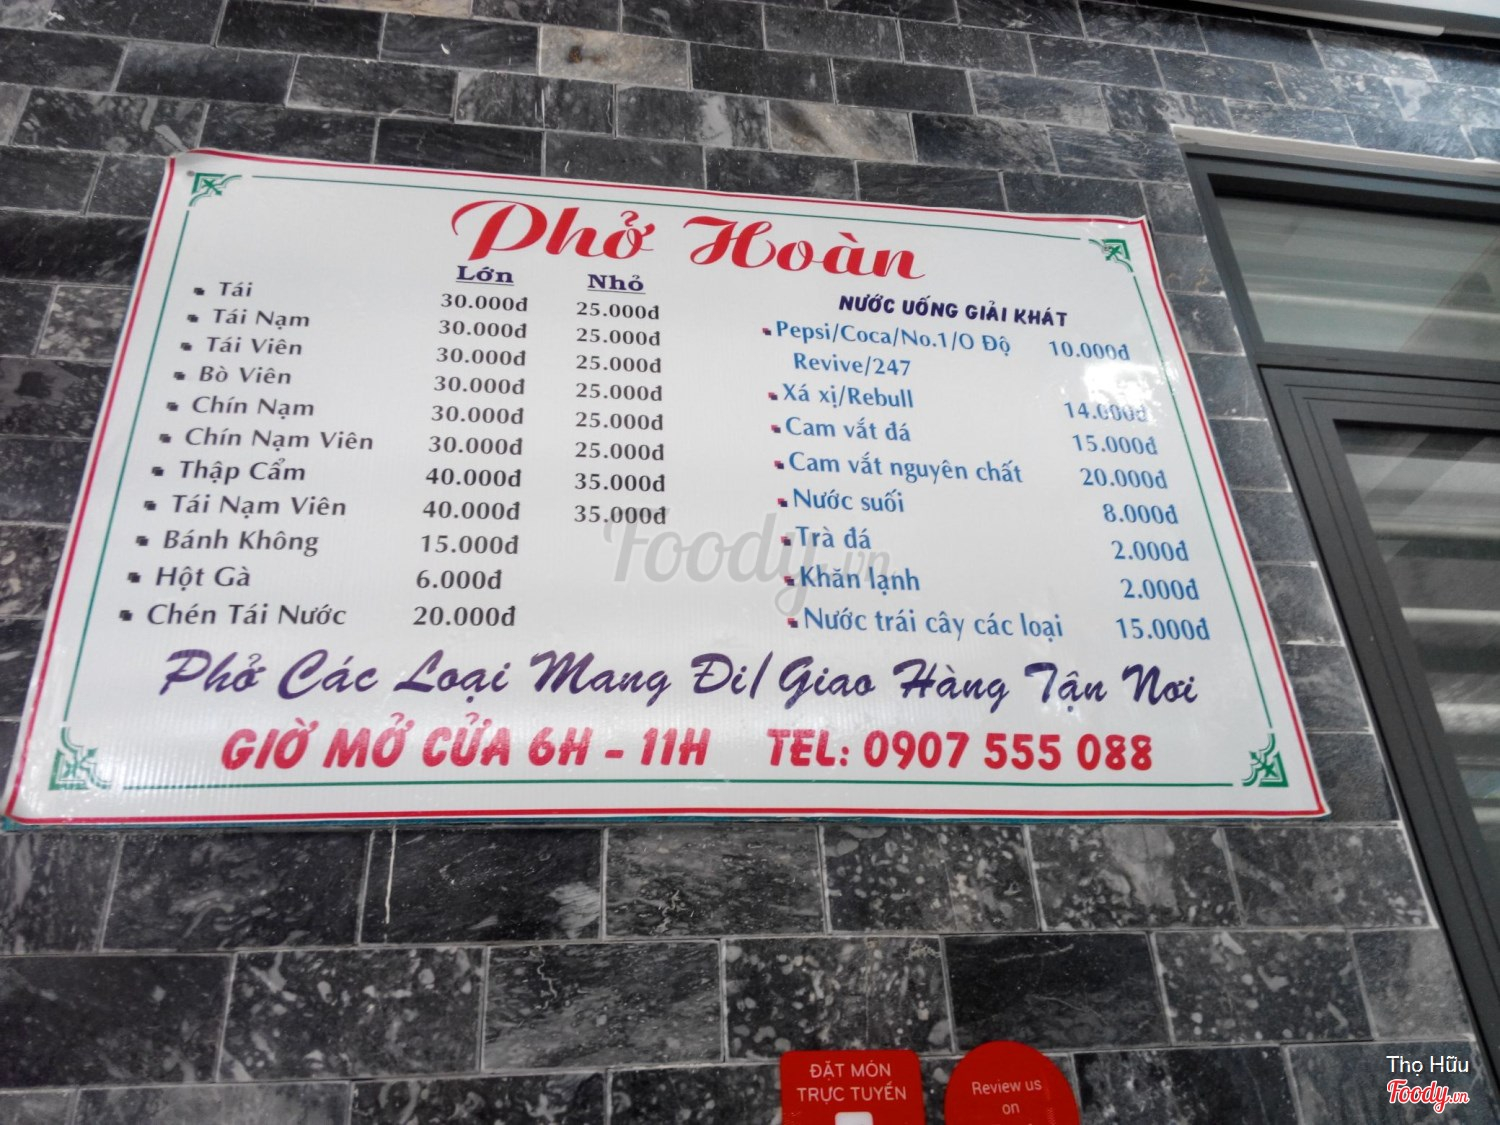 Phở Hoàn
Lớn Nhỏ
Tái 30.000đ 25.000đ
Tái Nạm 30.000đ 25.000đ
Tái Viên 30.000đ 25.000đ
Bò Viên 30.000đ 25.000đ
Chín Nạm 30.000đ 25.000đ
Chín Nạm Viên 30.000đ 25.000đ
Thập Cẩm 40.000đ 35.000đ
Tái Nạm Viên 40.000đ 35.000đ
Bánh Không 15.000đ
Hột Gà 6.000đ
Chén Tái Nước 20.000đ
NƯỚC UỐNG GIẢI KHÁT
Pepsi/Coca/No.1/O Độ 10.000đ
Revive/247
Xá xị/Rebull 14.000đ
Cam vắt đá 15.000đ
Cam vắt nguyên chất 20.000đ
Nước suối 8.000đ
Trà đá 2.000đ
Khăn lạnh 2.000đ
Nước trái cây các loại 15.000đ
Phở Các Loại Mang Đi/Giao Hàng Tận Nơi
GIỜ MỞ CỬA 6H - 11H TEL: 0907 555 088
Foody.vn
ĐẶT MÓN
TRỰC TUYẾN
Review us
on
Thọ Hữu
Foody.vn